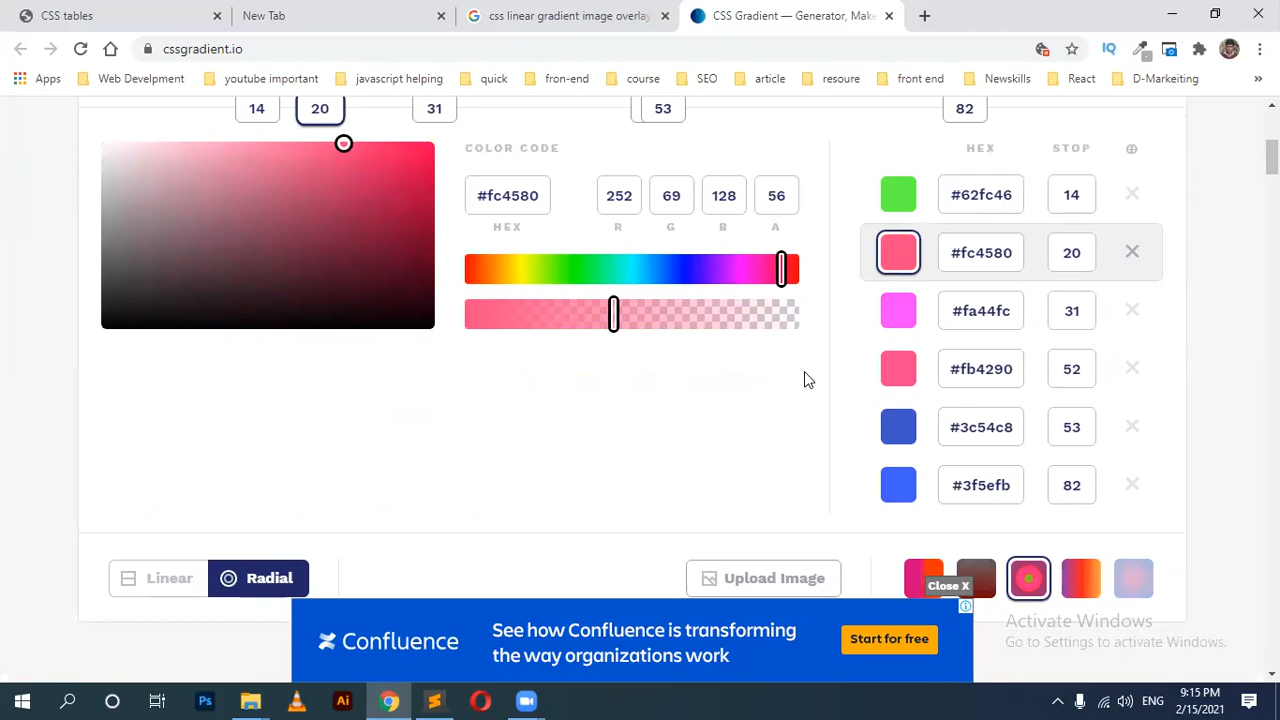 CSS tables
New Tab
css linear gradient image overlay
CSS Gradient — Generator, Make
cssgradient.io
Apps
Web Develpment
youtube important
javascript helping
quick
fron-end
course
SEC
article
resoure
front end
Newskills
React
D-Markeiting
14
20
31
53
82
COLOR CODE
HEX
STOP
#fc4580
252
69
128
56
HEX
R
G
B
A
#62fc46
14
#fc4580
20
#fa44fc
31
#fb4290
52
#3c54c8
53
#3f5efb
82
Linear
Radial
Upload Image
Close X
Confluence
See how Confluence is transforming
the way organizations work
Start for free
Activate Windows
Go to Settings to activate Windows.
ENG
9:15 PM
2/15/2021